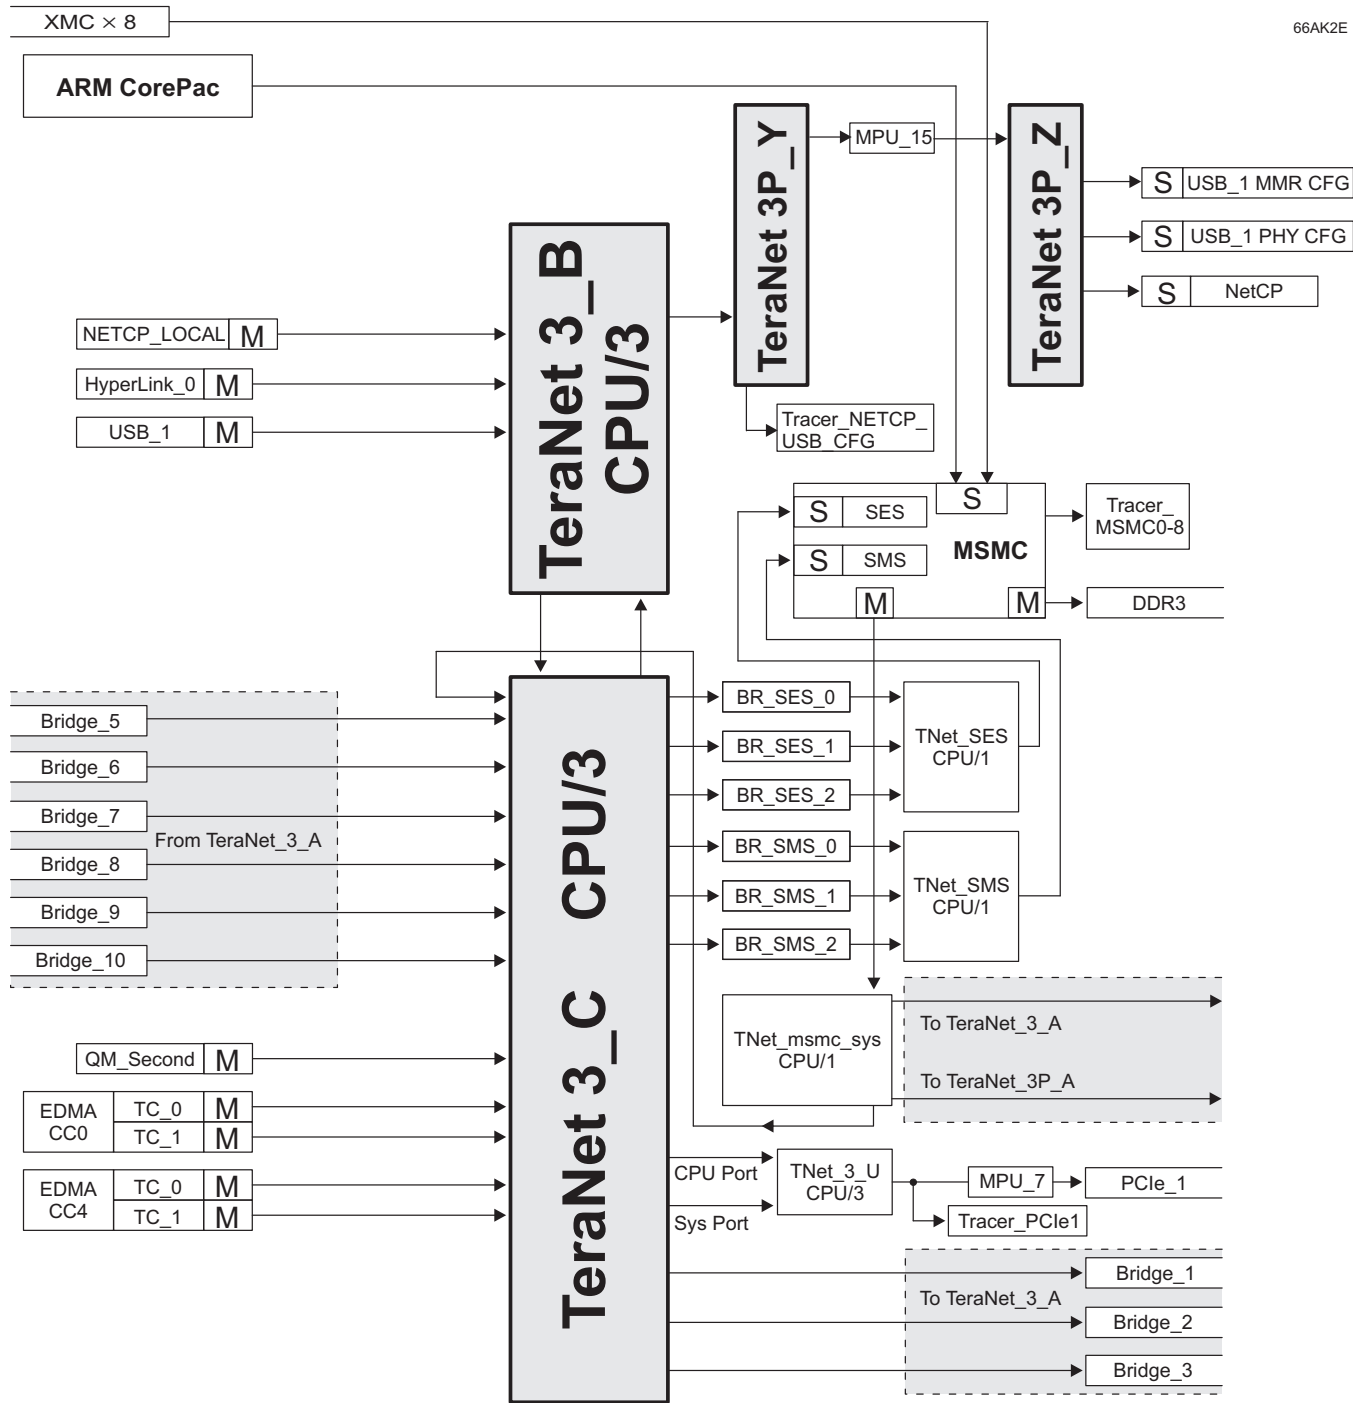 XMC × 8
66AK2E
ARM CorePac
TeraNet 3P_Y
MPU_15
TeraNet 3P_Z
S USB_1 MMR CFG
S USB_1 PHY CFG
S NetCP
TeraNet 3_B
CPU/3
NETCP_LOCAL M
HyperLink_0 M
USB_1 M
Tracer_NETCP_
USB_CFG
S
S SES
S SMS
MSMC
M
M
Tracer_
MSMC0-8
DDR3
Bridge_5
Bridge_6
Bridge_7
Bridge_8
Bridge_9
Bridge_10
From TeraNet_3_A
TeraNet 3_C CPU/3
BR_SES_0
BR_SES_1
BR_SES_2
TNet_SES
CPU/1
BR_SMS_0
BR_SMS_1
BR_SMS_2
TNet_SMS
CPU/1
TNet_msmc_sys
CPU/1
To TeraNet_3_A
To TeraNet_3P_A
QM_Second M
EDMA
CC0
TC_0 M
TC_1 M
EDMA
CC4
TC_0 M
TC_1 M
CPU Port
Sys Port
TNet_3_U
CPU/3
MPU_7
PCIe_1
Tracer_PCIe1
To TeraNet_3_A
Bridge_1
Bridge_2
Bridge_3